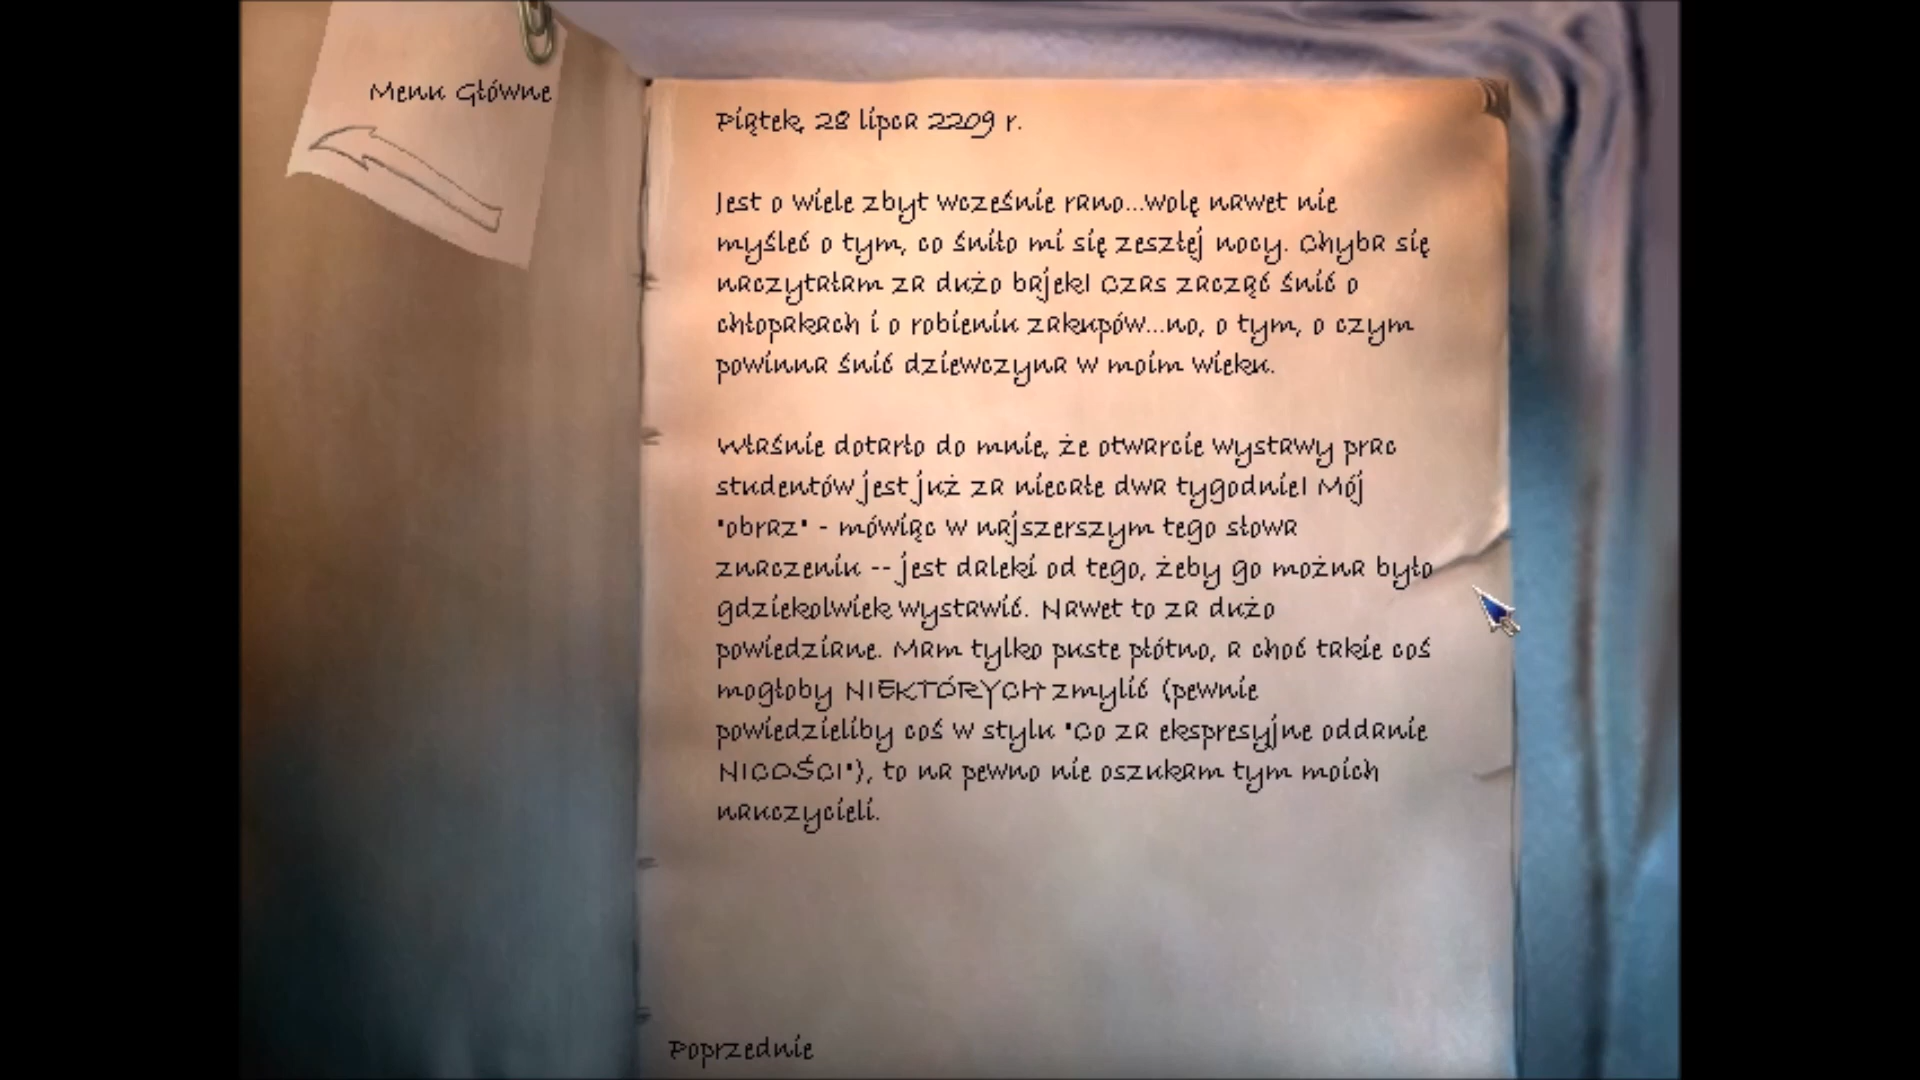 Menu Główne
Piątek, 28 lipca 2209 r.
Jest o wiele zbyt wcześnie rano...wolę nawet nie
myśleć o tym, co śniło mi się zeszłej nocy. Chyba się
naczytałam za dużo bajek! Czas zacząć śnić o
chłopakach i o robieniu zakupów...no, o tym, o czym
powinna śnić dziewczyna w moim wieku.
Właśnie dotarło do mnie, że otwarcie wystawy prac
studentów jest już za niecałe dwa tygodnie! Mój
"obraz" - mówiąc w najszerszym tego słowa
znaczeniu -- jest daleki od tego, żeby go można było
gdziekolwiek wystawić. Nawet to za dużo
powiedziane. Mam tylko puste płótno, a choć takie coś
mogłoby NIEKTÓRYCH zmylić (pewnie
powiedzieliby coś w stylu "Co za ekspresyjne oddanie
NICOŚCI"), to na pewno nie oszukam tym moich
nauczycieli.
Poprzednie